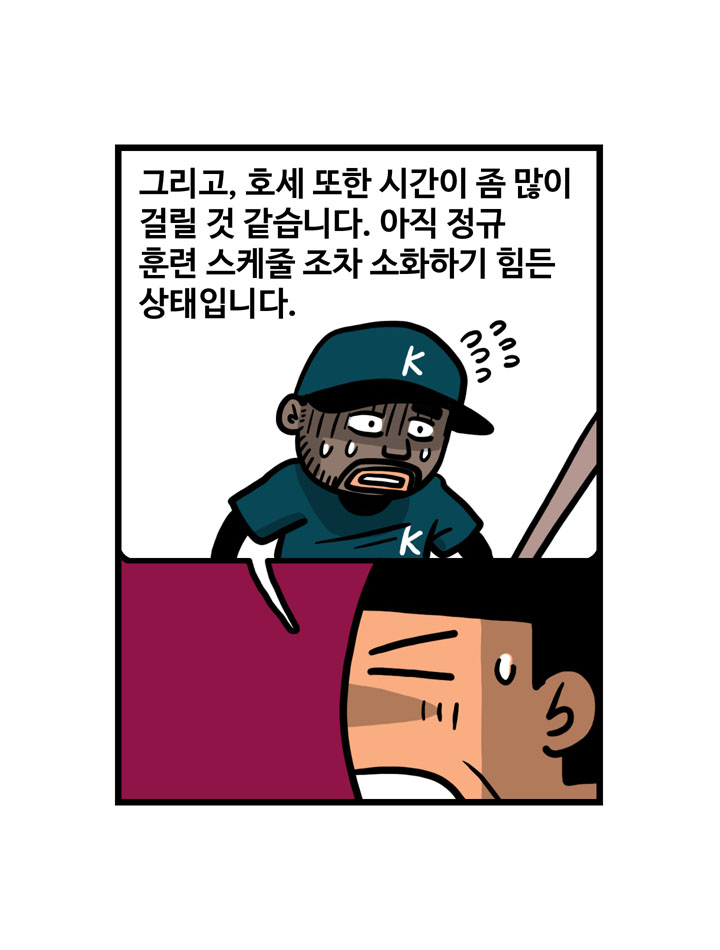 그리고, 호세 또한 시간이 좀 많이
걸릴 것 같습니다. 아직 정규
훈련 스케줄 조차 소화하기 힘든
상태입니다.
K
K